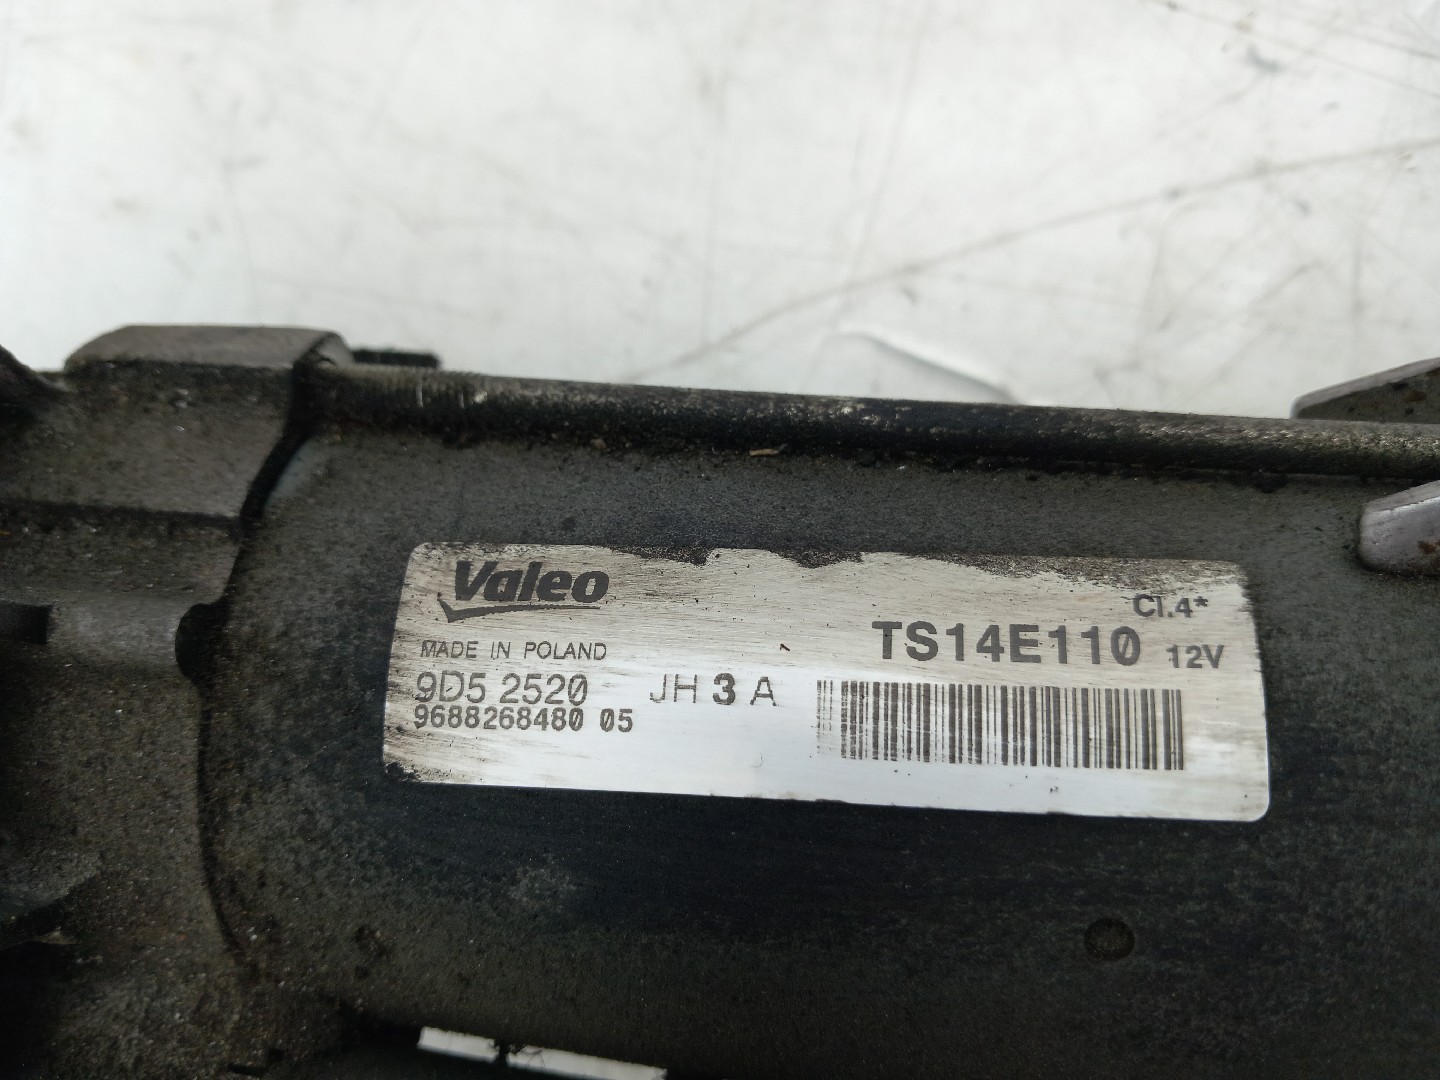 Valeo
Cl.4*
TS14E110 12V
MADE IN POLAND
9D5 2520 JH 3 A
9688268480 05